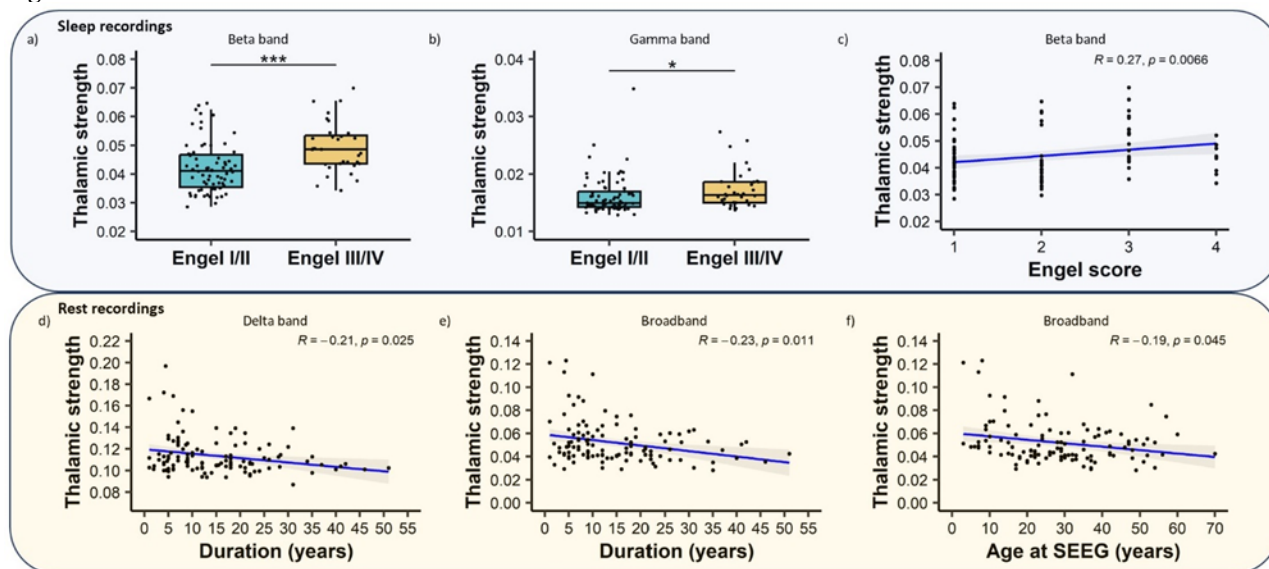 Sleep recordings
a)
Beta band
Thalamic strength
0.08
0.07
0.06
0.05
0.04
0.03
0.02
***
Engel I/II
Engel III/IV
b)
Gamma band
Thalamic strength
0.04
0.03
0.02
0.01
*
Engel I/II
Engel III/IV
c)
Beta band
R = 0.27, p = 0.0066
Thalamic strength
0.08
0.07
0.06
0.05
0.04
0.03
0.02
1 2 3 4
Engel score
Rest recordings
d)
Delta band
R = −0.21, p = 0.025
Thalamic strength
0.22
0.20
0.18
0.16
0.14
0.12
0.10
0.08
0 5 10 15 20 25 30 35 40 45 50 55
Duration (years)
e)
Broadband
R = −0.23, p = 0.011
Thalamic strength
0.14
0.12
0.10
0.08
0.06
0.04
0.02
0.00
0 5 10 15 20 25 30 35 40 45 50 55
Duration (years)
f)
Broadband
R = −0.19, p = 0.045
Thalamic strength
0.14
0.12
0.10
0.08
0.06
0.04
0.02
0.00
0 10 20 30 40 50 60 70
Age at SEEG (years)